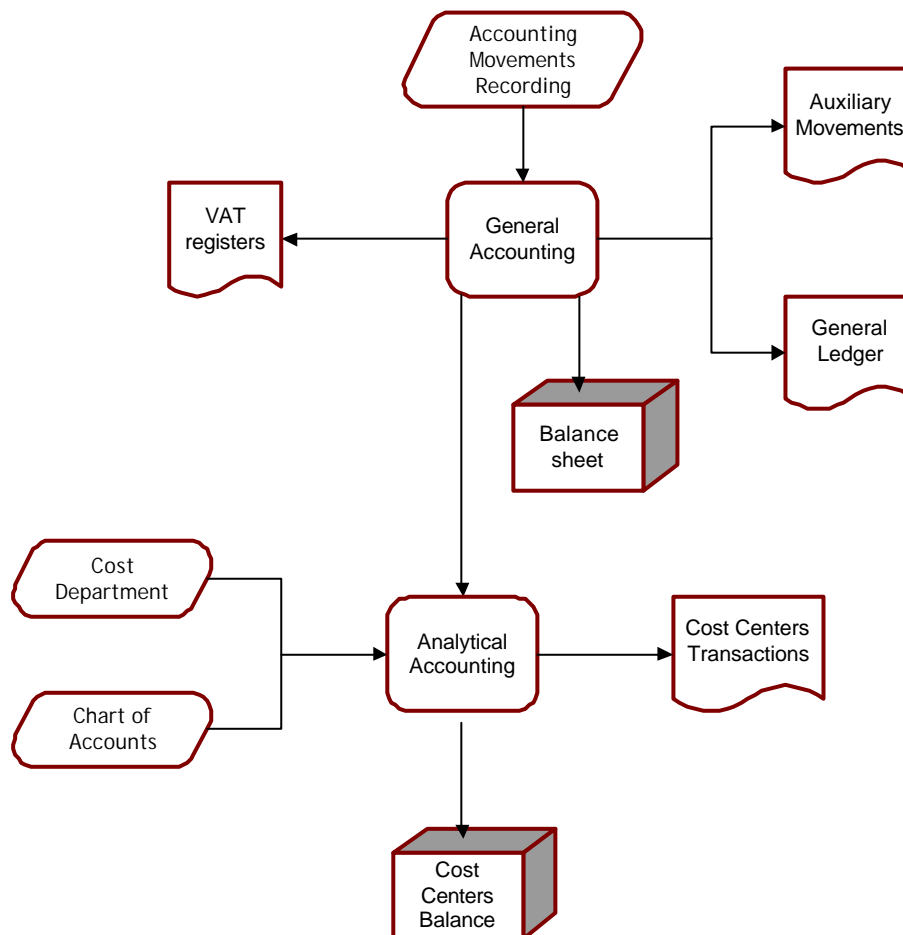 Accounting
Movements
Recording
Auxiliary
Movements
VAT
registers
General
Accounting
General
Ledger
Balance
sheet
Cost
Department
Analytical
Accounting
Cost Centers
Transactions
Chart of
Accounts
Cost
Centers
Balance